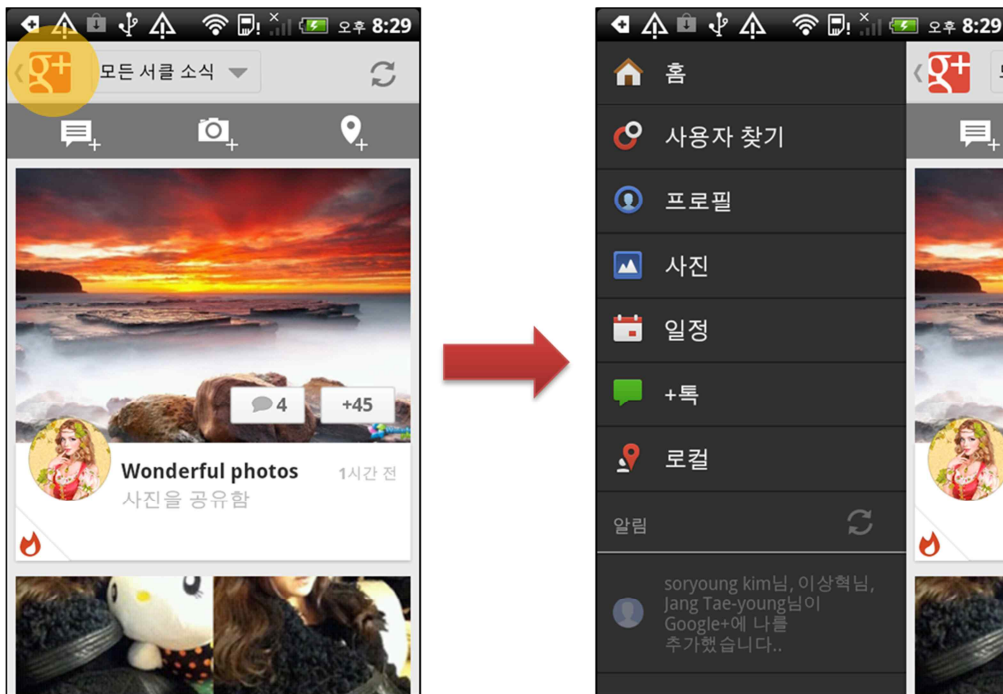 오후 8:29
g+
모든 서클 소식
4
+45
Wonderful photos
1시간 전
사진을 공유함
오후 8:29
홈
g+
사용자 찾기
프로필
사진
일정
+톡
로컬
알림
soryoung kim님, 이상혁님,
Jang Tae-young님이
Google+에 나를
추가했습니다..